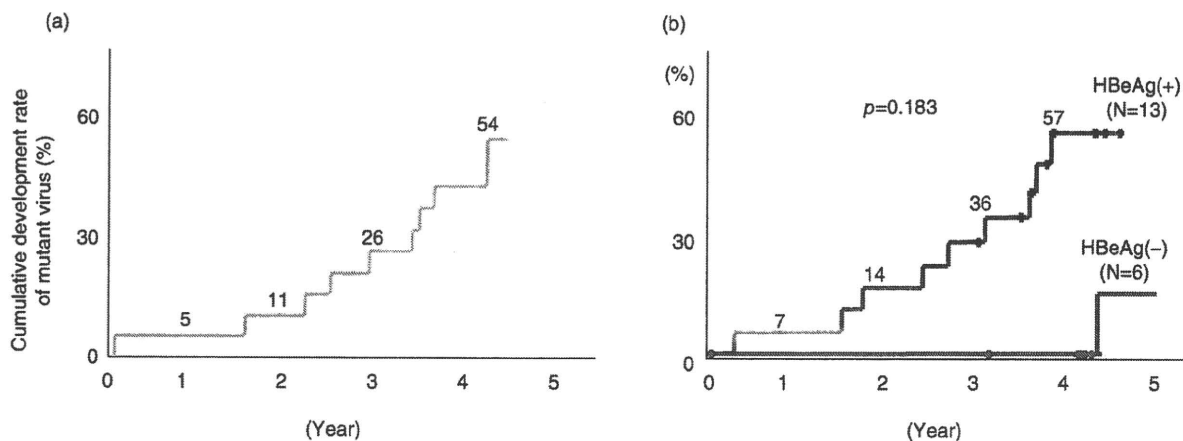 (a)
Cumulative development rate
of mutant virus (%)
60
30
0
5
11
26
54
0 1 2 3 4 5
(Year)
(b)
(%)
60
30
0
p=0.183
7
14
36
57
HBeAg(+)
(N=13)
HBeAg(–)
(N=6)
0 1 2 3 4 5
(Year)